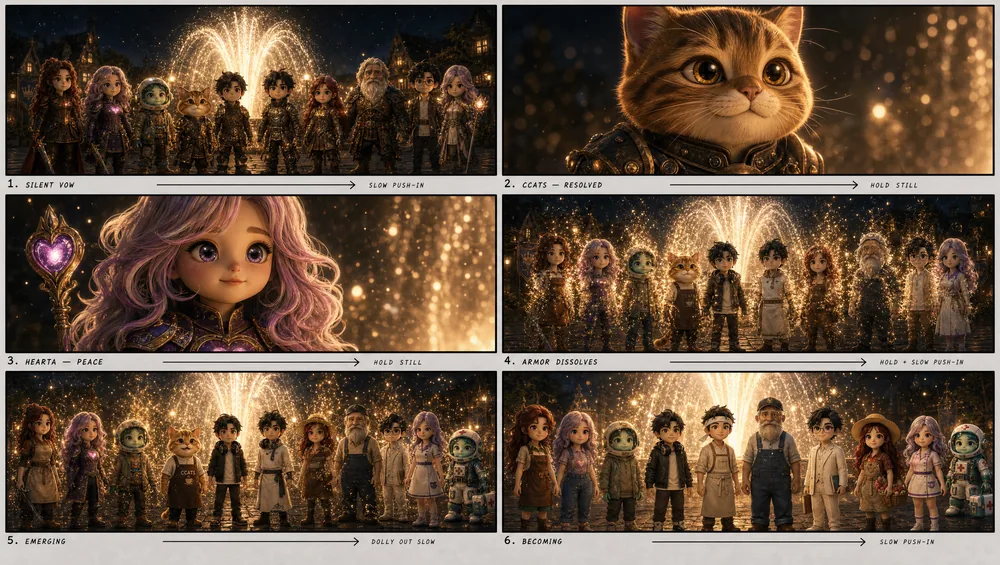 1. SILENT VOW
SLOW PUSH-IN
2. CCATS — RESOLVED
HOLD STILL
3. HEARTA — PEACE
HOLD STILL
4. ARMOR DISSOLVES
HOLD + SLOW PUSH-IN
CCATS
5. EMERGING
DOLLY OUT SLOW
6. BECOMING
SLOW PUSH-IN